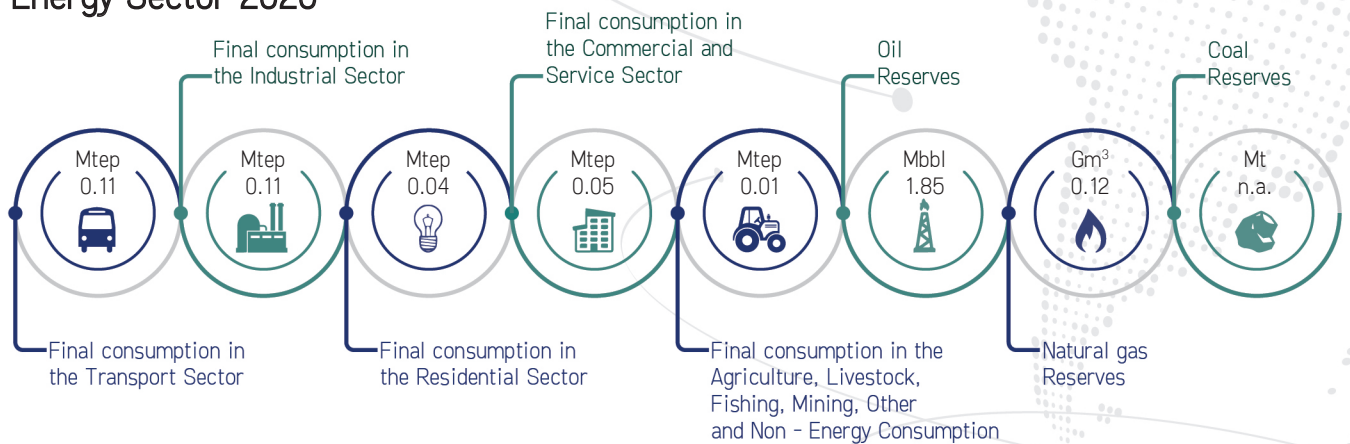 Energy Sector 2020
Final consumption in
the Industrial Sector
Final consumption in
the Commercial and
Service Sector
Oil
Reserves
Coal
Reserves
Mtep
0.11
Mtep
0.11
Mtep
0.04
Mtep
0.05
Mtep
0.01
Mbbl
1.85
Gm³
0.12
Mt
n.a.
Final consumption in
the Transport Sector
Final consumption in
the Residential Sector
Final consumption in the
Agriculture, Livestock,
Fishing, Mining, Other
and Non - Energy Consumption
Natural gas
Reserves